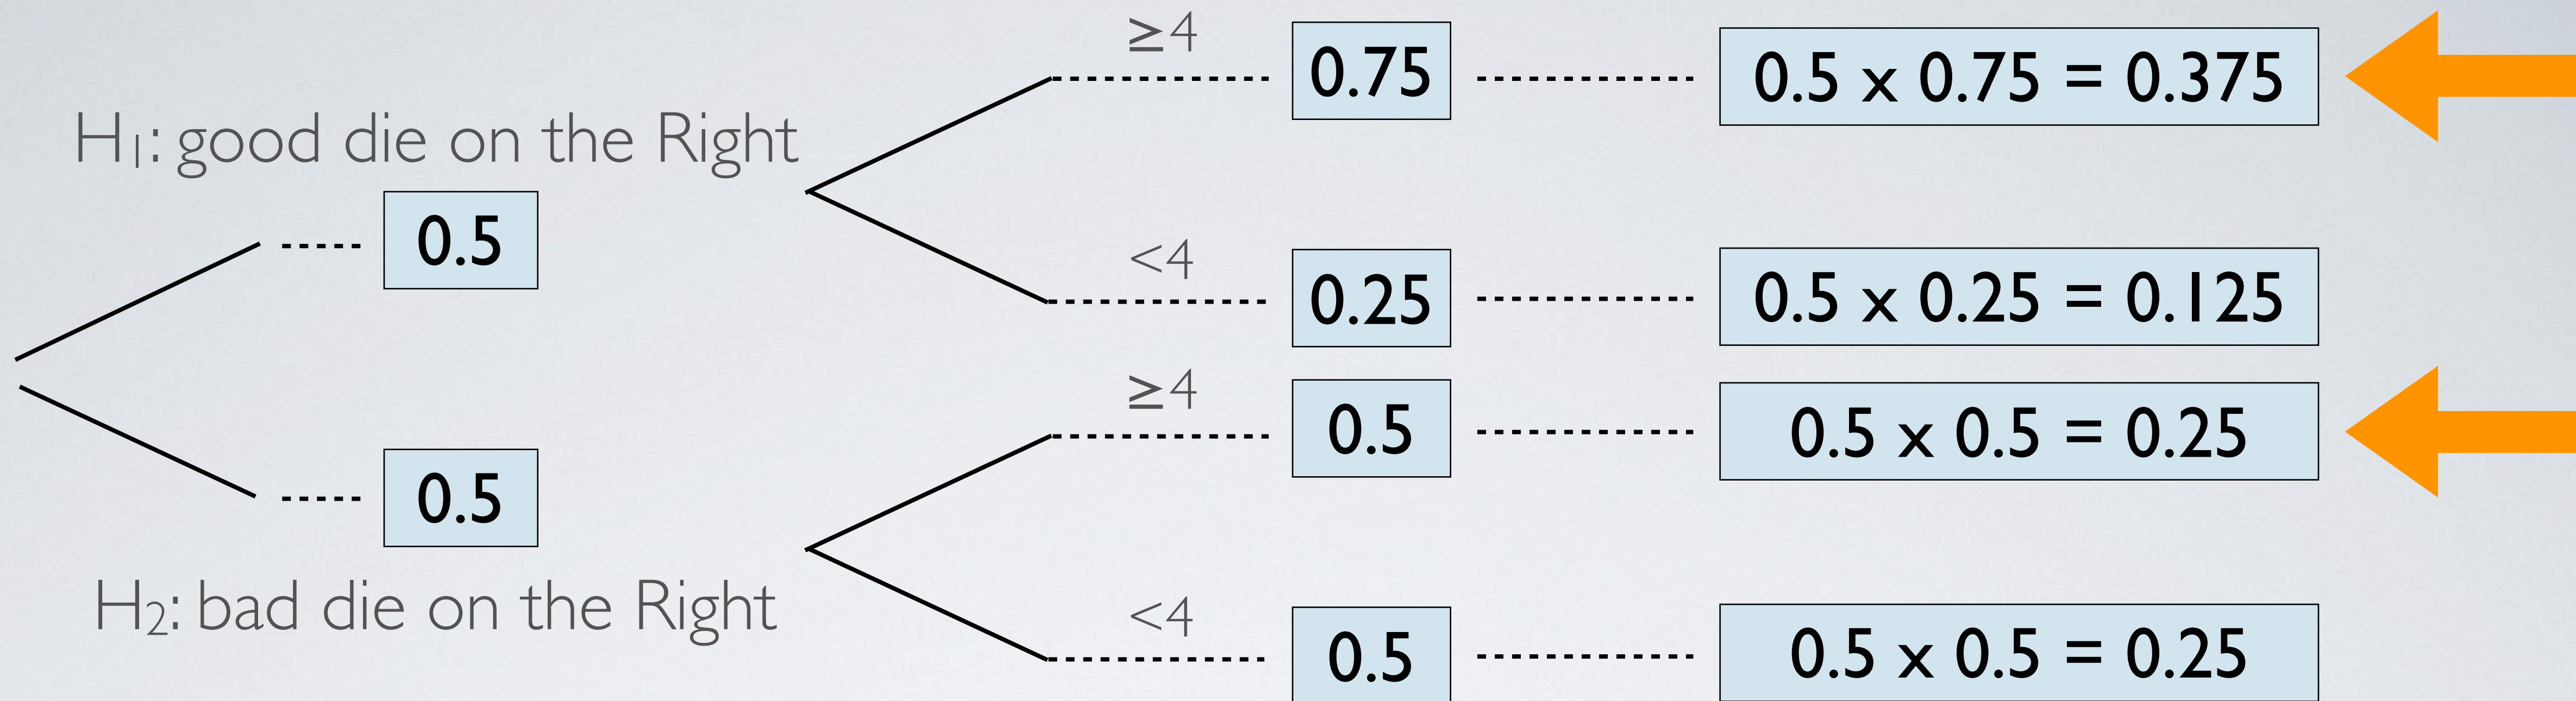 ≥4
0.75
0.5 x 0.75 = 0.375
H₁: good die on the Right
0.5
<4
0.25
0.5 x 0.25 = 0.125
≥4
0.5
0.5 x 0.5 = 0.25
0.5
H₂: bad die on the Right
<4
0.5
0.5 x 0.5 = 0.25